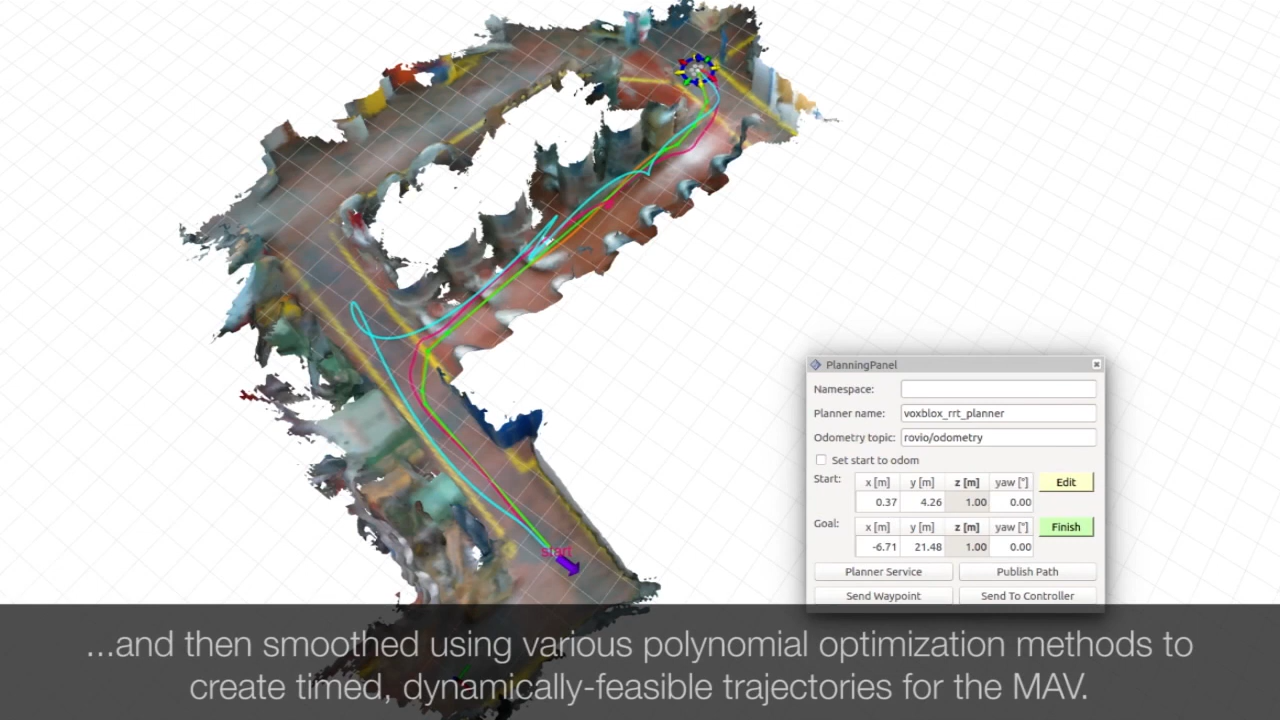 PlanningPanel
Namespace:
Planner name: voxblox_rrt_planner
Odometry topic: rovio/odometry
Set start to odom
Start: x [m] y [m] z [m] yaw [°] Edit
0.37 4.26 1.00 0.00
Goal: x [m] y [m] z [m] yaw [°] Finish
-6.71 21.48 1.00 0.00
Planner Service Publish Path
Send Waypoint Send To Controller
start
...and then smoothed using various polynomial optimization methods to
create timed, dynamically-feasible trajectories for the MAV.